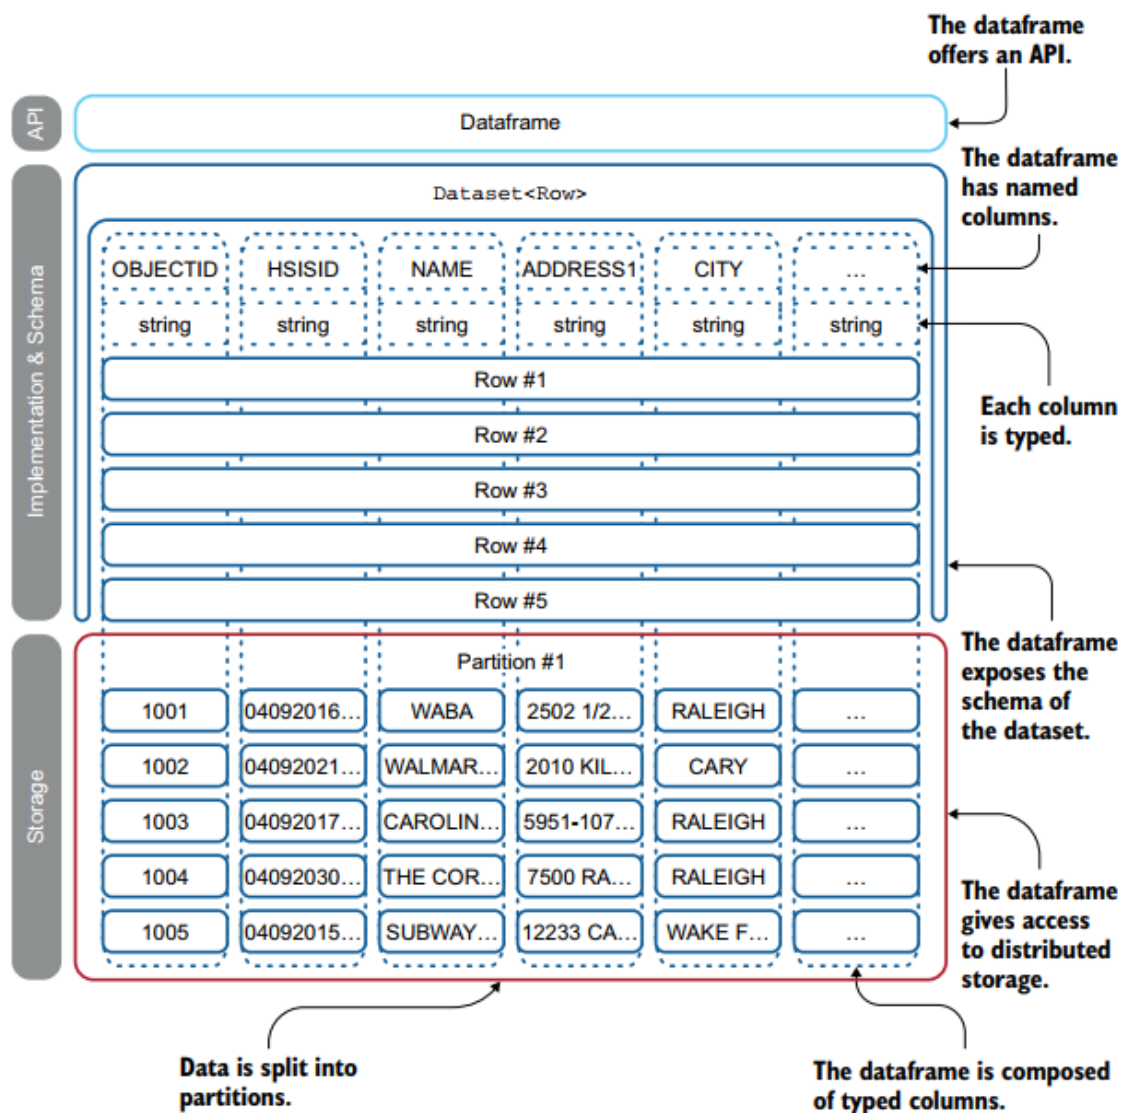 The dataframe
offers an API.
API
Dataframe
The dataframe
has named
columns.
Implementation & Schema
Dataset<Row>
OBJECTID HSISID NAME ADDRESS1 CITY ...
string string string string string string
Each column
is typed.
Row #1
Row #2
Row #3
Row #4
Row #5
The dataframe
exposes the
schema of
the dataset.
Storage
Partition #1
1001 04092016... WABA 2502 1/2... RALEIGH ...
1002 04092021... WALMAR... 2010 KIL... CARY ...
1003 04092017... CAROLIN... 5951-107... RALEIGH ...
1004 04092030... THE COR... 7500 RA... RALEIGH ...
1005 04092015... SUBWAY... 12233 CA... WAKE F... ...
The dataframe
gives access
to distributed
storage.
Data is split into
partitions.
The dataframe is composed
of typed columns.